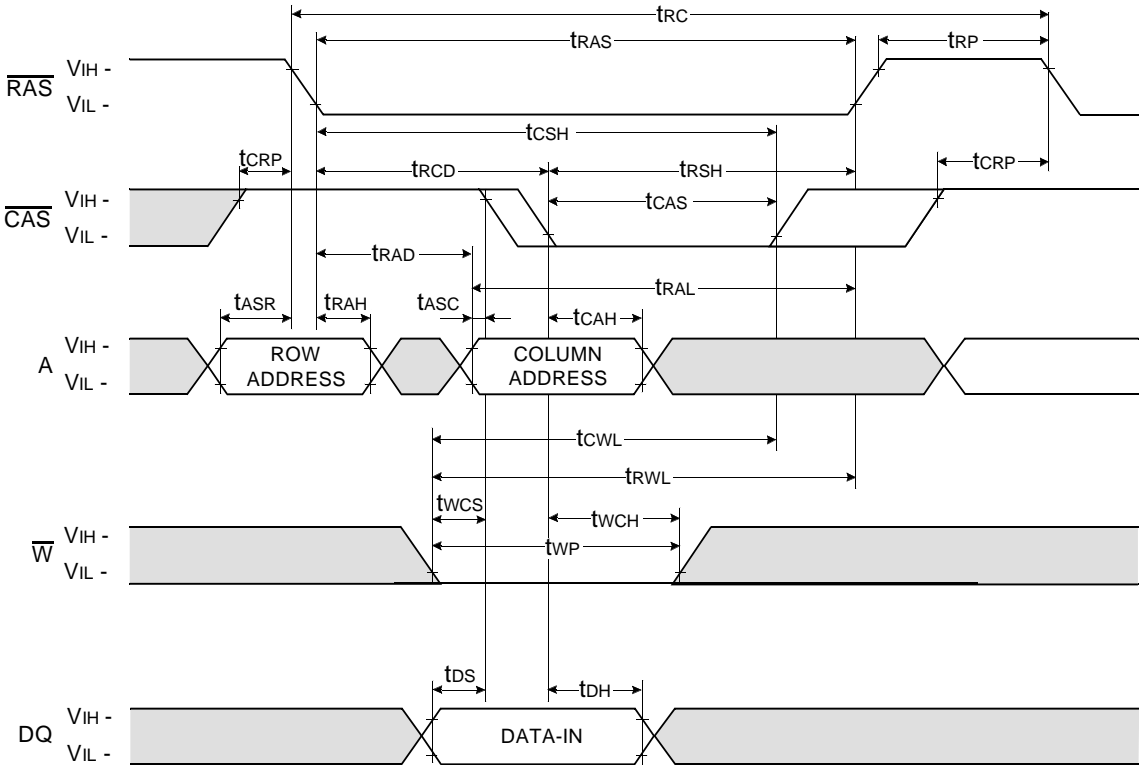 tRC
tRAS
tRP
RAS
VIH -
VIL -
tCSH
tCRP
tRCD
tRSH
tCRP
CAS
VIH -
VIL -
tCAS
tRAD
tRAL
tASR
tRAH
tASC
tCAH
A
VIH -
VIL -
ROW
ADDRESS
COLUMN
ADDRESS
tCWL
tRWL
tWCS
tWCH
W
VIH -
VIL -
tWP
tDS
tDH
DQ
VIH -
VIL -
DATA-IN